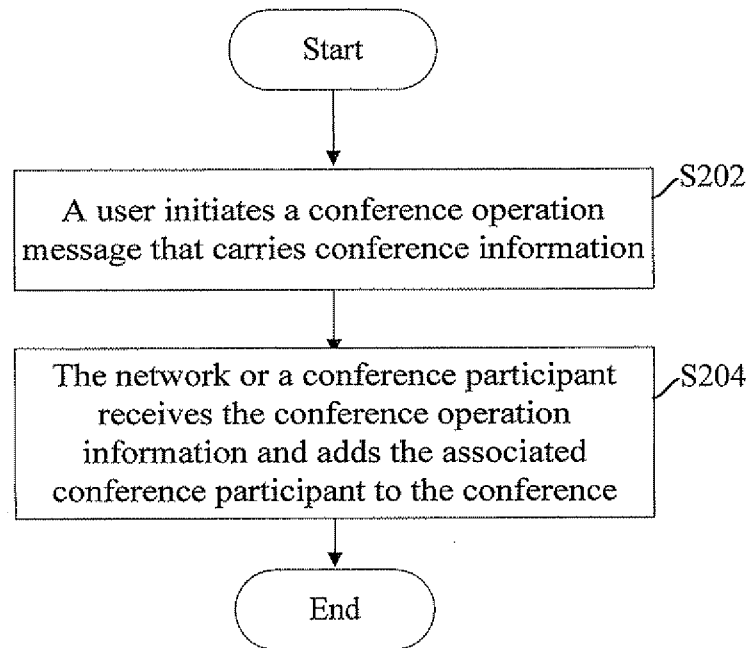 Start
S202
A user initiates a conference operation
message that carries conference information
S204
The network or a conference participant
receives the conference operation
information and adds the associated
conference participant to the conference
End